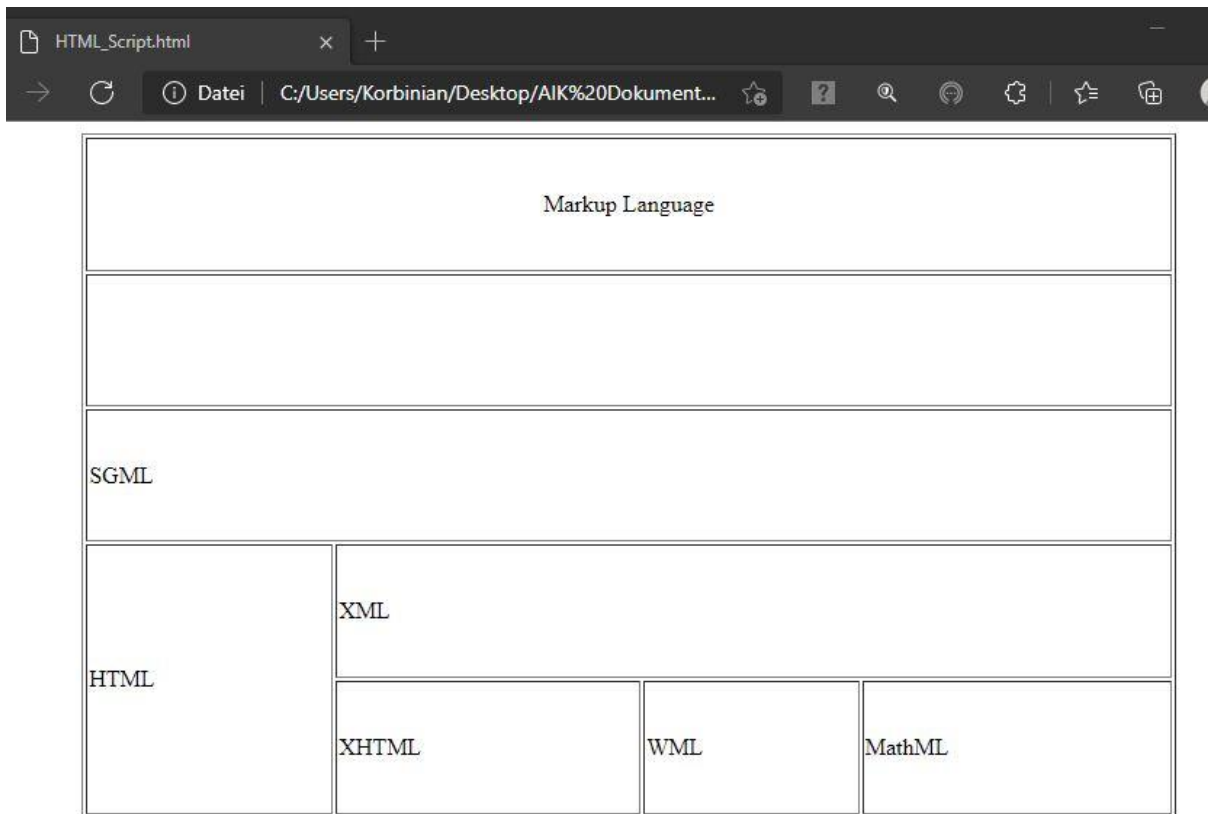 HTML_Script.html
Datei | C:/Users/Korbinian/Desktop/AIK%20Dokument...
Markup Language
SGML
HTML
XML
XHTML
WML
MathML